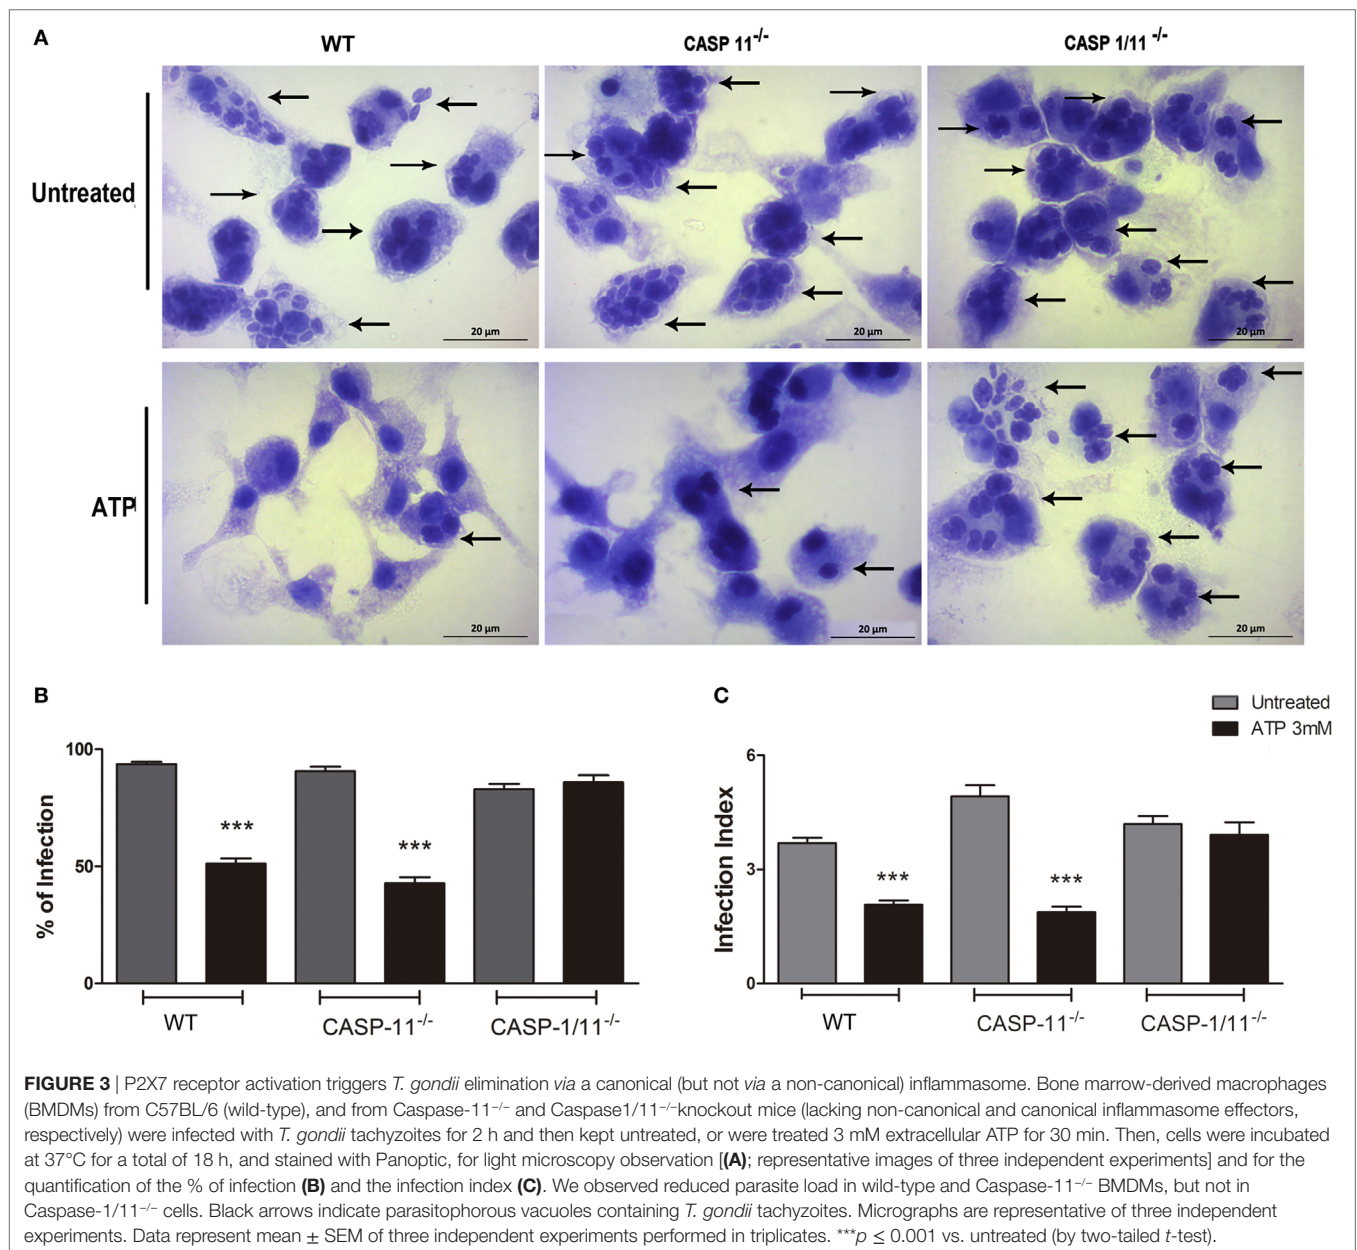 A
WT
CASP 11-/-
CASP 1/11 -/-
Untreated
20 µm
20 µm
20 µm
ATP
20 µm
20 µm
20 µm
B
% of Infection
100
50
0
***
***
WT
CASP-11-/-
CASP-1/11-/-
C
Untreated
ATP 3mM
Infection Index
6
3
0
***
***
WT
CASP-11-/-
CASP-1/11-/-
FIGURE 3 | P2X7 receptor activation triggers T. gondii elimination via a canonical (but not via a non-canonical) inflammasome. Bone marrow-derived macrophages
(BMDMs) from C57BL/6 (wild-type), and from Caspase-11−/− and Caspase1/11−/−knockout mice (lacking non-canonical and canonical inflammasome effectors,
respectively) were infected with T. gondii tachyzoites for 2 h and then kept untreated, or were treated 3 mM extracellular ATP for 30 min. Then, cells were incubated
at 37°C for a total of 18 h, and stained with Panoptic, for light microscopy observation [(A); representative images of three independent experiments] and for the
quantification of the % of infection (B) and the infection index (C). We observed reduced parasite load in wild-type and Caspase-11−/− BMDMs, but not in
Caspase-1/11−/− cells. Black arrows indicate parasitophorous vacuoles containing T. gondii tachyzoites. Micrographs are representative of three independent
experiments. Data represent mean ± SEM of three independent experiments performed in triplicates. ***p ≤ 0.001 vs. untreated (by two-tailed t-test).